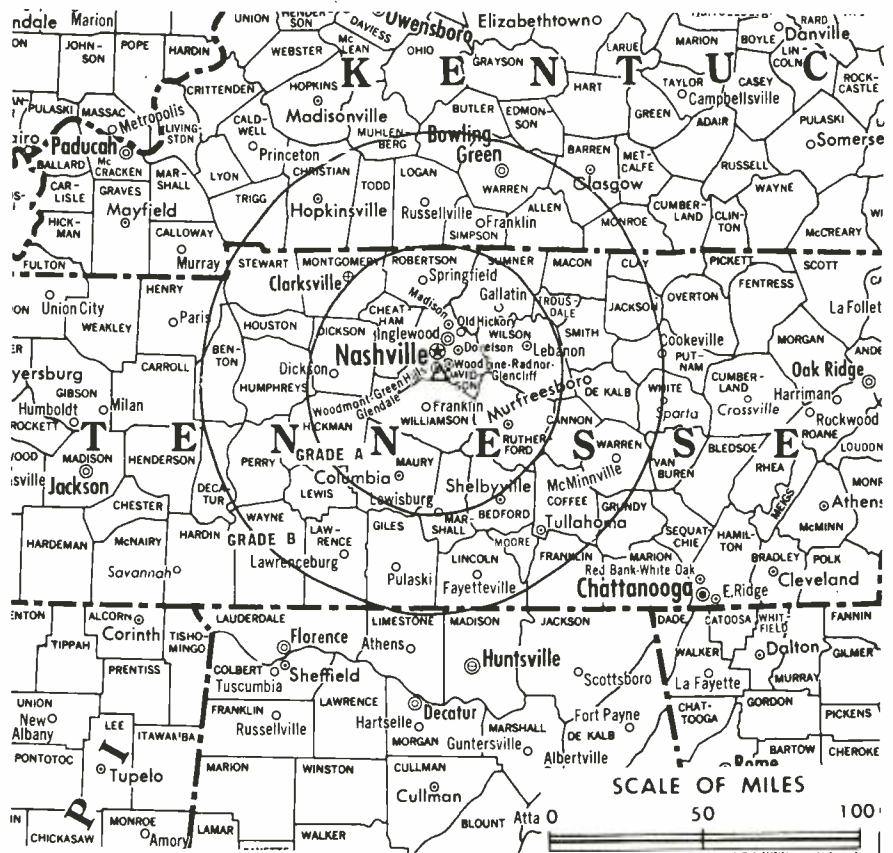 UNION
HENDERSON
DAVIESS
Owensboro
Elizabethtown
RARD
ndale
Marion
Danville
BOYLE
MARION
LARUE
POPE
HARDIN
WEBSTER
McLEAN
OHIO
GRAYSON
LINCOLN
JOHNSON
K E N T U C
HOPKINS
CRITTENDEN
Madisonville
HART
TAYLOR
Campbellsville
CASEY
ROCKCASTLE
PULASKI
MASSAC
Metropolis
LIVINGSTON
CALDWELL
MUHLENBERG
BUTLER
EDMONSON
GREEN
ADAIR
PULASKI
Somerse
airo
Paducah
Princeton
Bowling
Green
BARREN
METCALFE
RUSSELL
BALLARD
McCRACKEN
MARSHALL
LYON
CHRISTIAN
TODD
LOGAN
WARREN
Glasgow
WAYNE
CARLISLE
GRAVES
Mayfield
TRIGG
Hopkinsville
Russellville
ALLEN
CUMBERLAND
CLINTON
HICKMAN
CALLOWAY
Franklin
SIMPSON
MONROE
McCREARY
FULTON
Murray
STEWART
MONTGOMERY
ROBERTSON
SUMNER
MACON
CLAY
PICKETT
SCOTT
HENRY
Clarksville
Springfield
Gallatin
TROUSDALE
JACKSON
OVERTON
FENTRESS
La Follet
Union City
WEAKLEY
Paris
HOUSTON
DICKSON
CHEATHAM
Madison
Old Hickory
Inglewood
WILSON
SMITH
Cookeville
PUTNAM
MORGAN
ANDE
BENTON
Nashville
Donelson
Lebanon
CARROLL
Dickson
Woodbine-Radnor-
Glencliff
DAVIDSON
CUMBERLAND
Oak Ridge
yersburg
GIBSON
HUMPHREYS
Woodmont-Green Hills
Glendale
Franklin
Murfreesboro
DE KALB
WHITE
Sparta
Crossville
Harriman
Humboldt
Milan
Rockwood
ROCKETT
HICKMAN
WILLIAMSON
CANNON
ROANE
T E N N E S S E E
MADISON
HENDERSON
PERRY
GRADE A
RUTHERFORD
WARREN
VAN BUREN
BLEDSOE
RHEA
LOUDON
Jackson
DECATUR
Columbia
MAURY
McMinnville
MEIGS
Athens
LEWIS
Lewisburg
Shelbyville
BEDFORD
COFFEE
GRUNDY
CHESTER
WAYNE
MARSHALL
Tullahoma
SEQUATCHIE
HAMILTON
McMINN
HARDEMAN
McNAIRY
HARDIN
GRADE B
LAWRENCE
GILES
MOORE
FRANKLIN
MARION
BRADLEY
POLK
Savannah
Lawrenceburg
Pulaski
LINCOLN
Fayetteville
Red Bank-White Oak
Chattanooga
E.Ridge
Cleveland
ENTON
ALCORN
Corinth
TISHOMINGO
LAUDERDALE
LIMESTONE
MADISON
JACKSON
DADE
CATOOSA
WHITFIELD
FANNIN
TIPPAH
Florence
Athens
WALKER
Dalton
GILMER
PRENTISS
COLBERT
Tuscumbia
Sheffield
Huntsville
Scottsboro
La Fayette
MURRAY
UNION
New
Albany
LEE
FRANKLIN
Russellville
LAWRENCE
Hartselle
Decatur
CHATTOOGA
GORDON
PICKENS
ITAWAMBA
MORGAN
MARSHALL
Guntersville
Fort Payne
DE KALB
PONTOTOC
MARION
WINSTON
CULLMAN
Albertville
Rome
BARTOW
CHEROKE
P I
Tupelo
Cullman
SCALE OF MILES
0 50 100
CHICKASAW
MONROE
Amory
LAMAR
WALKER
BLOUNT
Atta